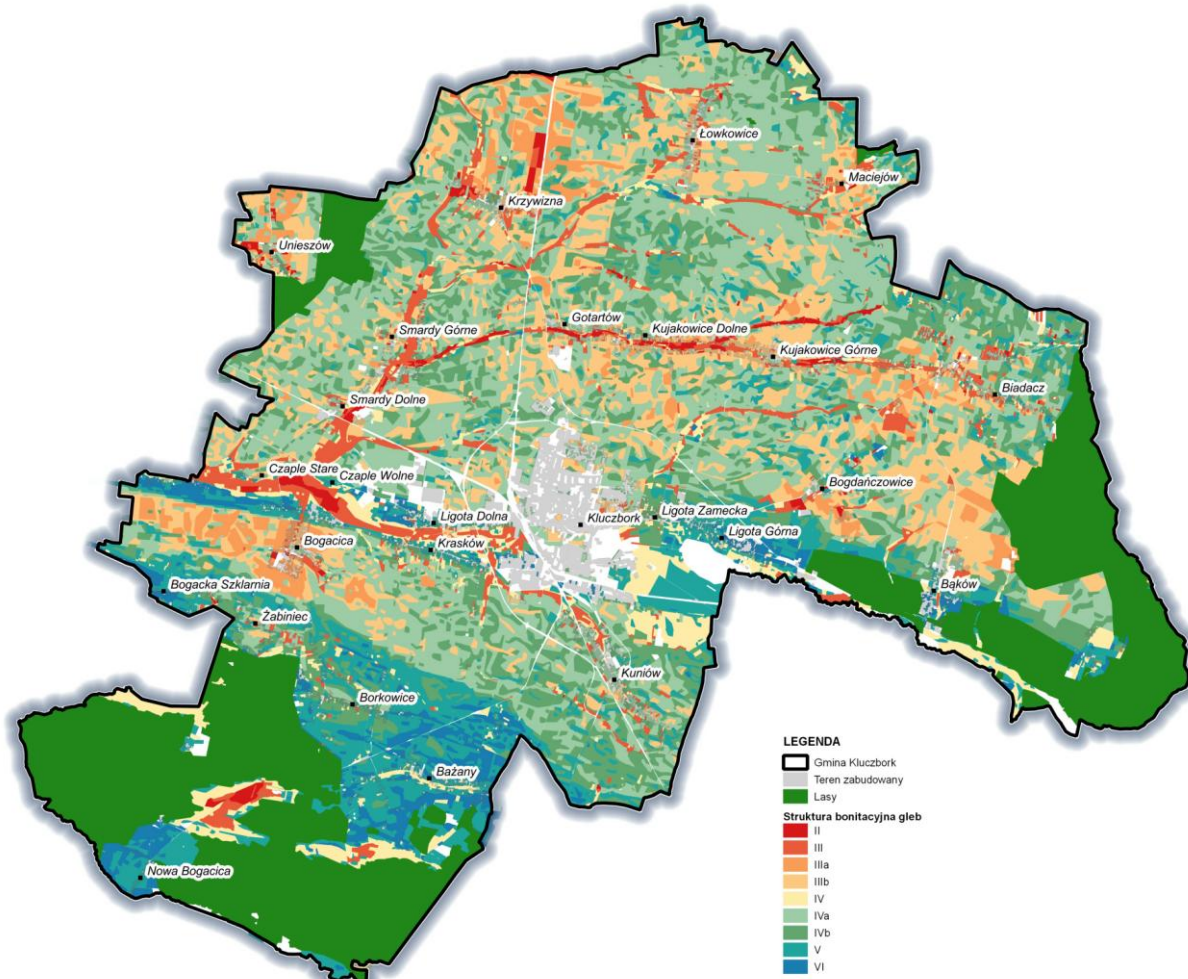 Łowkowice
Maciejów
Krzywizna
Unieszów
Gotartów
Smardy Górne
Kujakowice Dolne
Kujakowice Górne
Biadacz
Smardy Dolne
Czaple Stare
Czaple Wolne
Bogdańczowice
Ligota Dolna
Ligota Zamecka
Kluczbork
Ligota Górna
Bogacica
Krasków
Bogacka Szklarnia
Bąków
Żabiniec
Kuniów
Borkowice
Bażany
Nowa Bogacica
LEGENDA
Gmina Kluczbork
Teren zabudowany
Lasy
Struktura bonitacyjna gleb
II
III
IIIa
IIIb
IV
IVa
IVb
V
VI